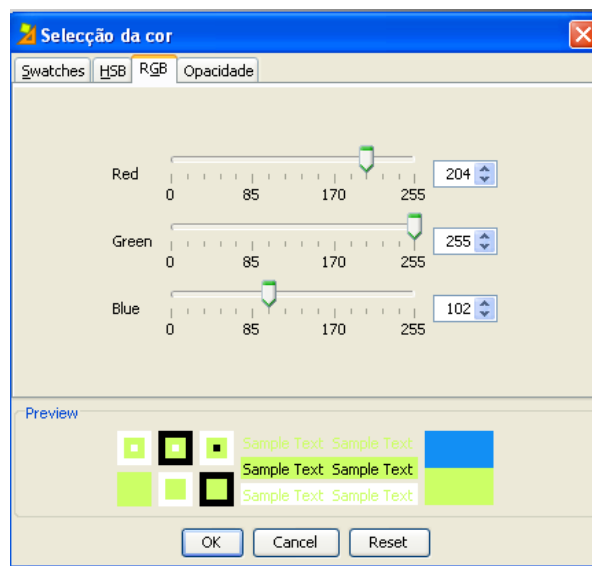 Selecção da cor
Swatches HSB RGB Opacidade
Red 204
0 85 170 255
Green 255
0 85 170 255
Blue 102
0 85 170 255
Preview
Sample Text Sample Text
Sample Text Sample Text
Sample Text Sample Text
OK Cancel Reset